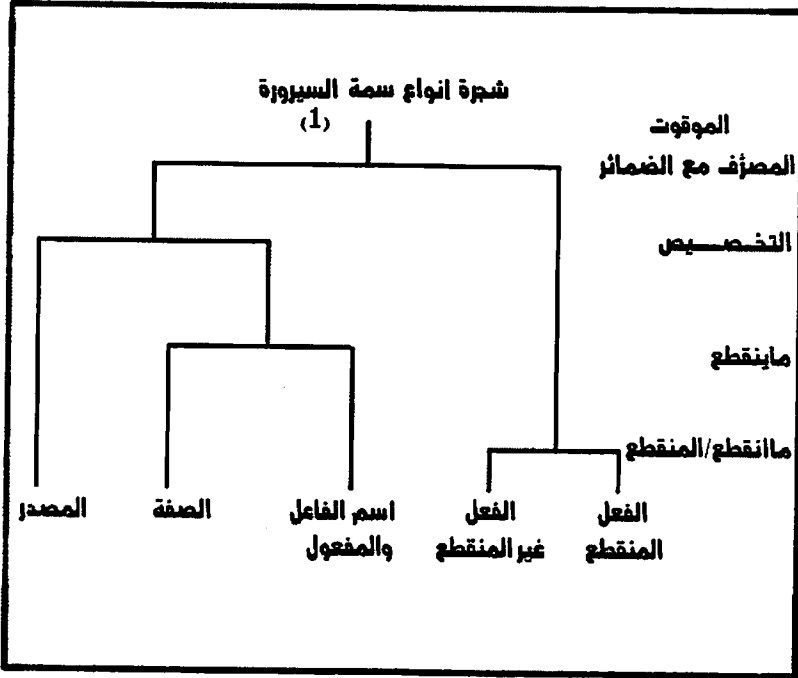 شجرة انواع سمة السيرورة
(1)
الموقوت
المصرَّف مع الضمائر
التخـصـــيص
ماينقطع
ماانقطع/المنقطع
الفعل
المنقطع
الفعل
غير المنقطع
اسم الفاعل
والمفعول
الصفة
المصدر